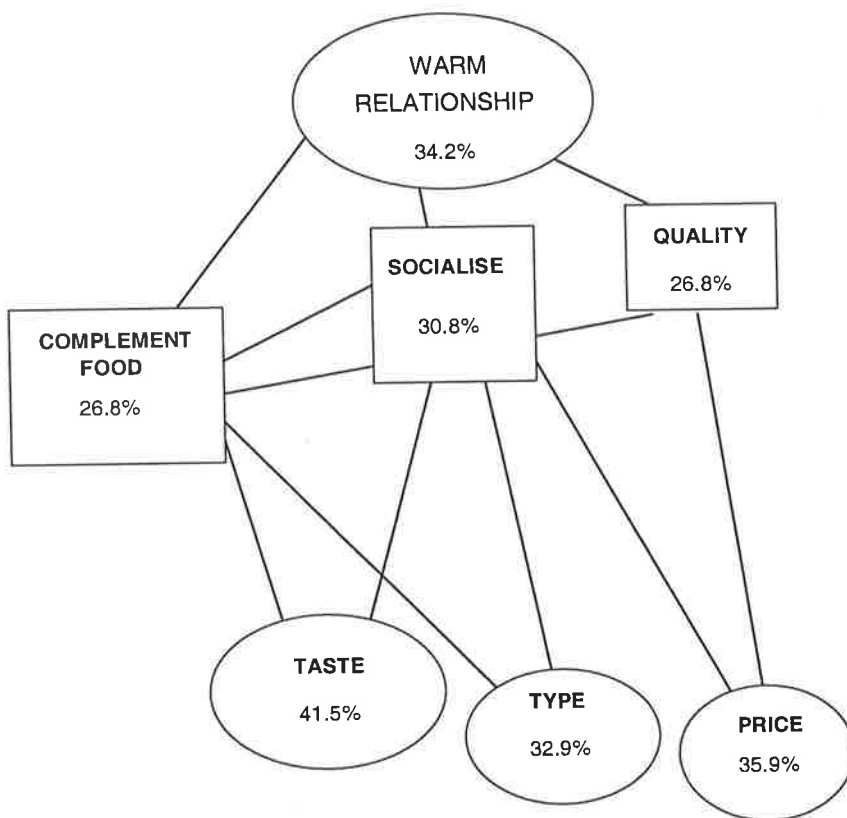 WARM
RELATIONSHIP
34.2%
QUALITY
26.8%
SOCIALISE
30.8%
COMPLEMENT
FOOD
26.8%
TASTE
41.5%
TYPE
32.9%
PRICE
35.9%